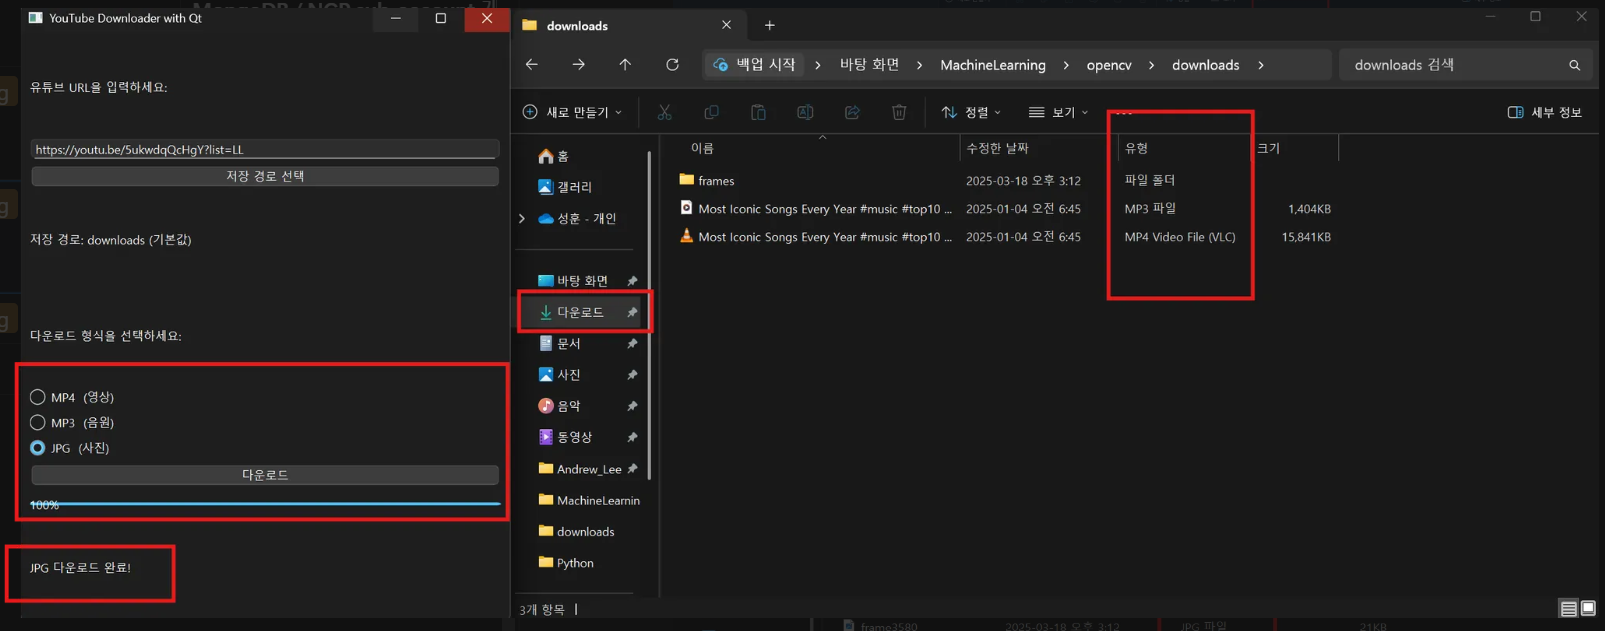 YouTube Downloader with Qt
유튜브 URL을 입력하세요:
https://youtu.be/5ukwdqQcHgY?list=LL
저장 경로 선택
저장 경로: downloads (기본값)
다운로드 형식을 선택하세요:
MP4 (영상)
MP3 (음원)
JPG (사진)
다운로드
100%
JPG 다운로드 완료!
downloads
백업 시작 > 바탕 화면 > MachineLearning > opencv > downloads >
downloads 검색
새로 만들기
정렬
보기
...
세부 정보
홈
갤러리
성훈 - 개인
바탕 화면
다운로드
문서
사진
음악
동영상
Andrew_Lee
MachineLearnin
downloads
Python
이름 수정한 날짜 유형 크기
frames 2025-03-18 오후 3:12 파일 폴더
Most Iconic Songs Every Year #music #top10 ... 2025-01-04 오전 6:45 MP3 파일 1,404KB
Most Iconic Songs Every Year #music #top10 ... 2025-01-04 오전 6:45 MP4 Video File (VLC) 15,841KB
3개 항목
frame3580 2025-03-18 오후 3:12 JPG 파일 21KB